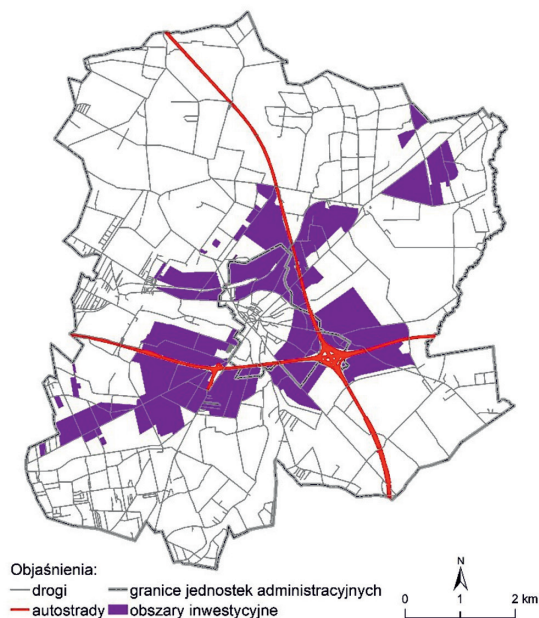 Objaśnienia:
drogi granice jednostek administracyjnych
autostrady obszary inwestycyjne
N
0 1 2 km